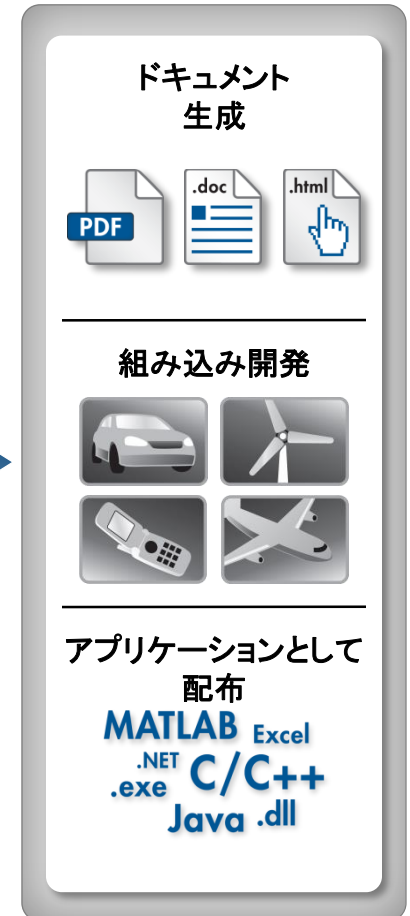 ドキュメント
生成
PDF .doc .html
組み込み開発
アプリケーションとして
配布
MATLAB Excel
.NET C/C++
.exe
Java .dll